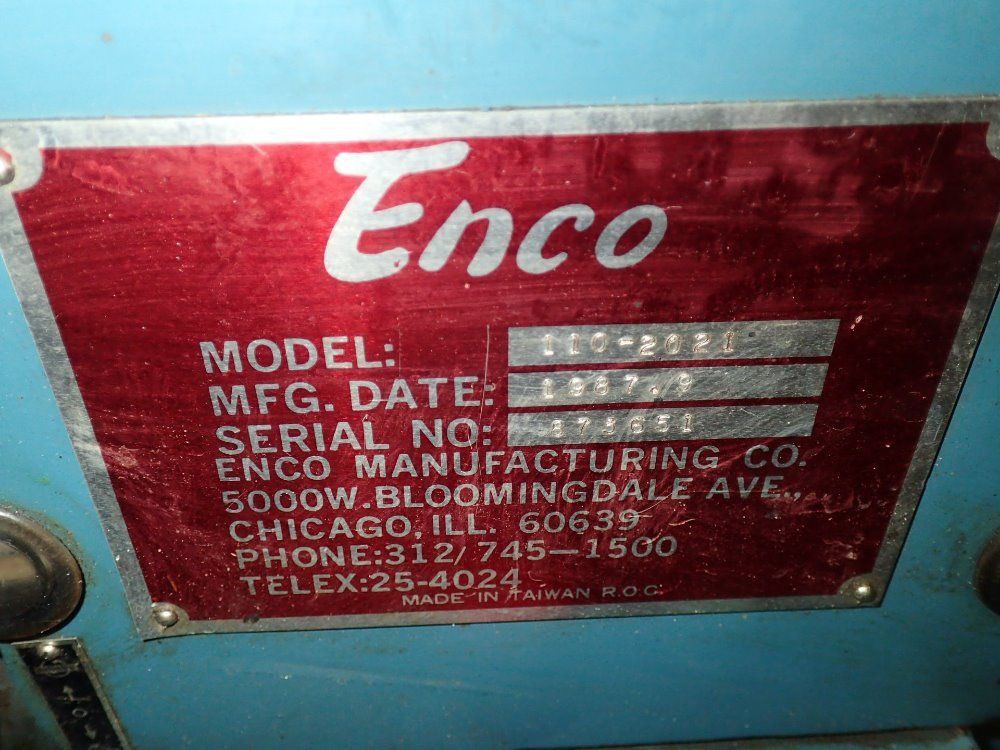 Enco
MODEL: 110-2021
MFG. DATE: 1987.9
SERIAL NO:
ENCO MANUFACTURING CO.
5000W.BLOOMINGDALE AVE.,
CHICAGO, ILL. 60639
PHONE:312/745-1500
TELEX:25-4024
MADE IN TAIWAN R.O.C.